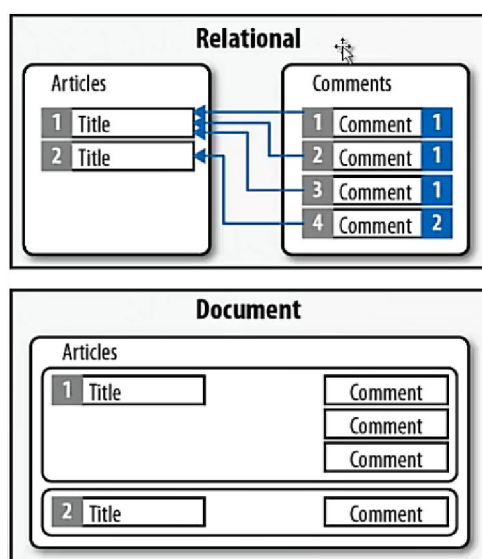 Relational
Articles Comments
1 Title 1 Comment 1
2 Title 2 Comment 1
3 Comment 1
4 Comment 2
Document
Articles
1 Title Comment
Comment
Comment
2 Title Comment